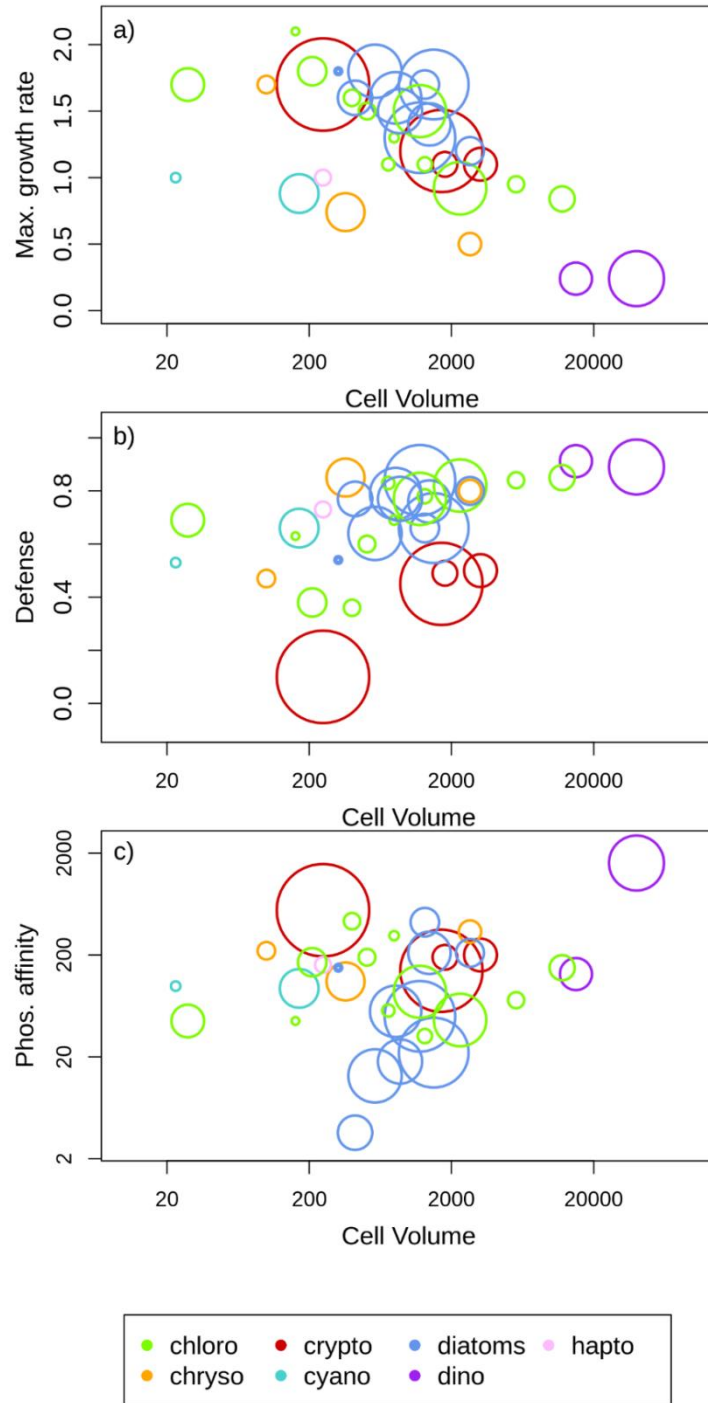 a)
Max. growth rate
2.0
1.5
1.0
0.5
0.0
20 200 2000 20000
Cell Volume
b)
Defense
0.8
0.4
0.0
20 200 2000 20000
Cell Volume
c)
Phos. affinity
2000
200
20
2
20 200 2000 20000
Cell Volume
chloro crypto diatoms hapto
chryso cyano dino